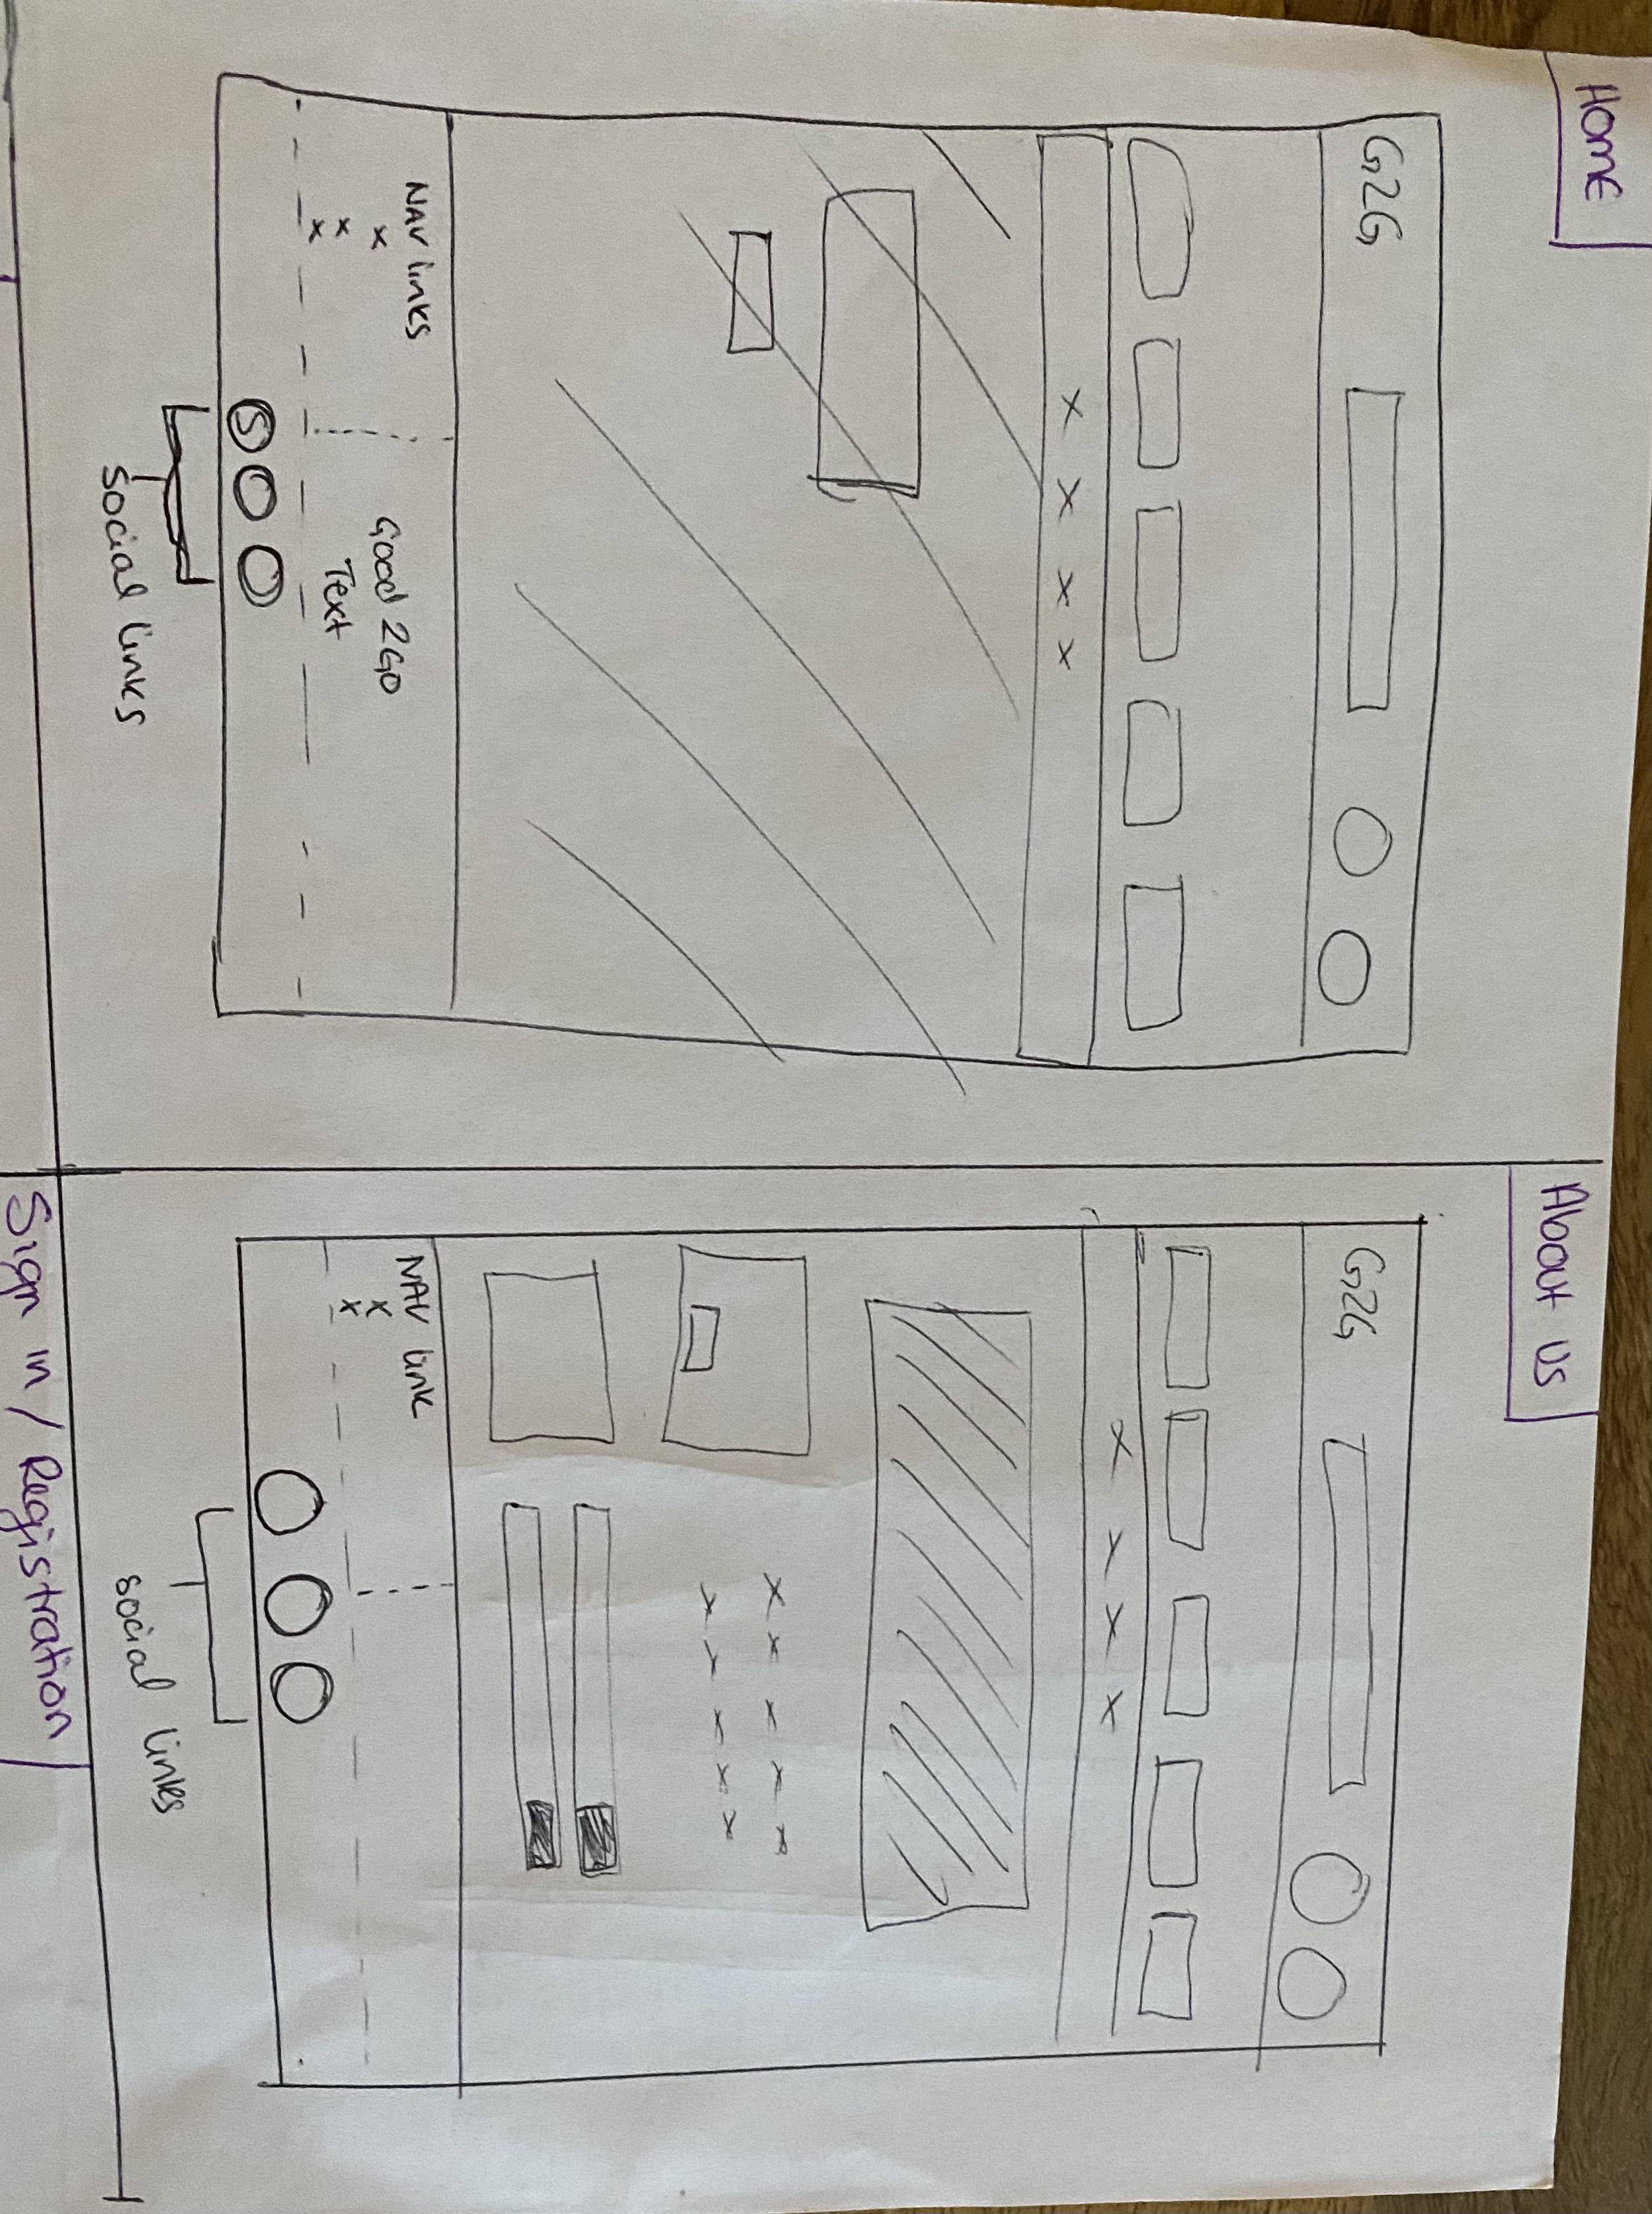 Home
G2G
x x x x
NAV links
x
x
x
Good 2Go
Text
S
social links
About us
G2G
x x x x
x x x x x
x x x x x
NAV link
x
x
social links
Sign in / Registration